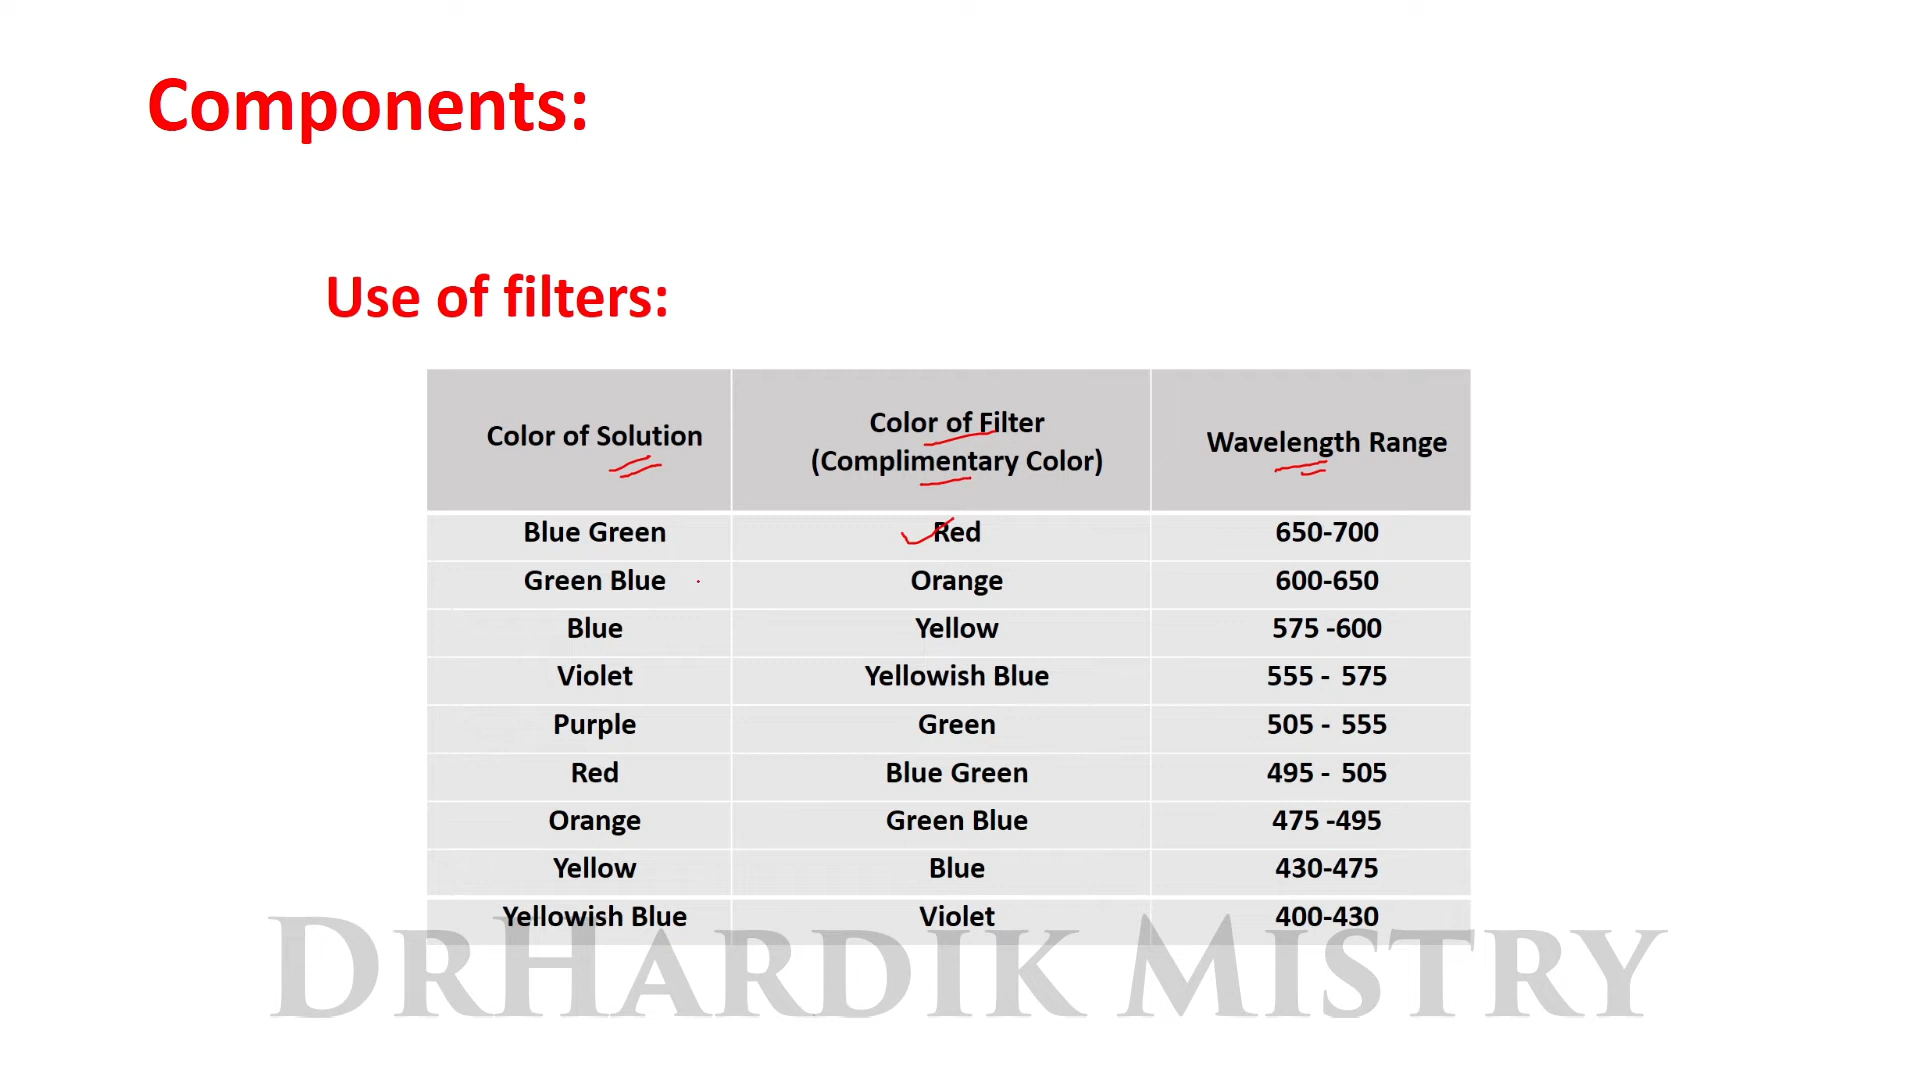 Components:
Use of filters:
Color of Solution
Color of Filter
(Complimentary Color)
Wavelength Range
Blue Green Red 650-700
Green Blue Orange 600-650
Blue Yellow 575 -600
Violet Yellowish Blue 555 - 575
Purple Green 505 - 555
Red Blue Green 495 - 505
Orange Green Blue 475 -495
Yellow Blue 430-475
Yellowish Blue Violet 400-430
DRHARDIK MISTRY